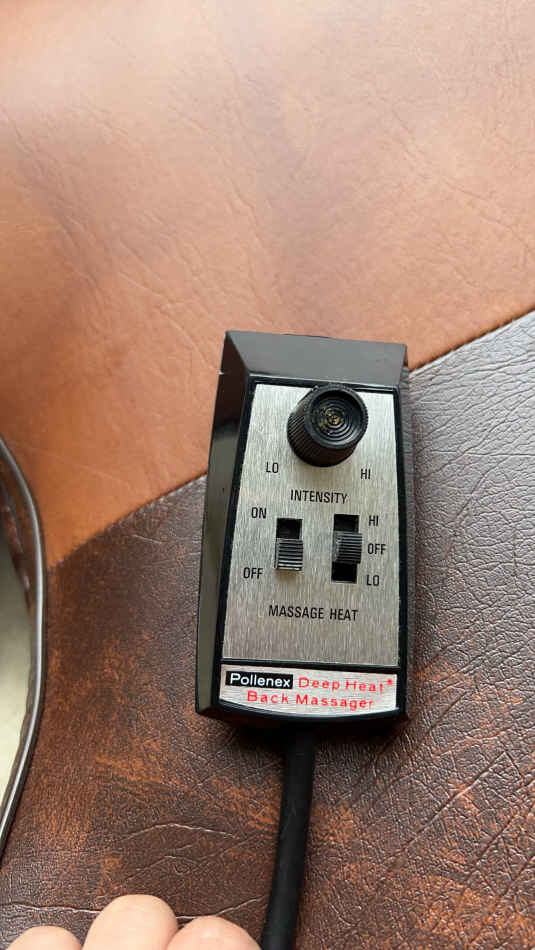 LO HI
INTENSITY
ON HI
OFF
OFF LO
MASSAGE HEAT
Pollenex Deep Heat®
Back Massager